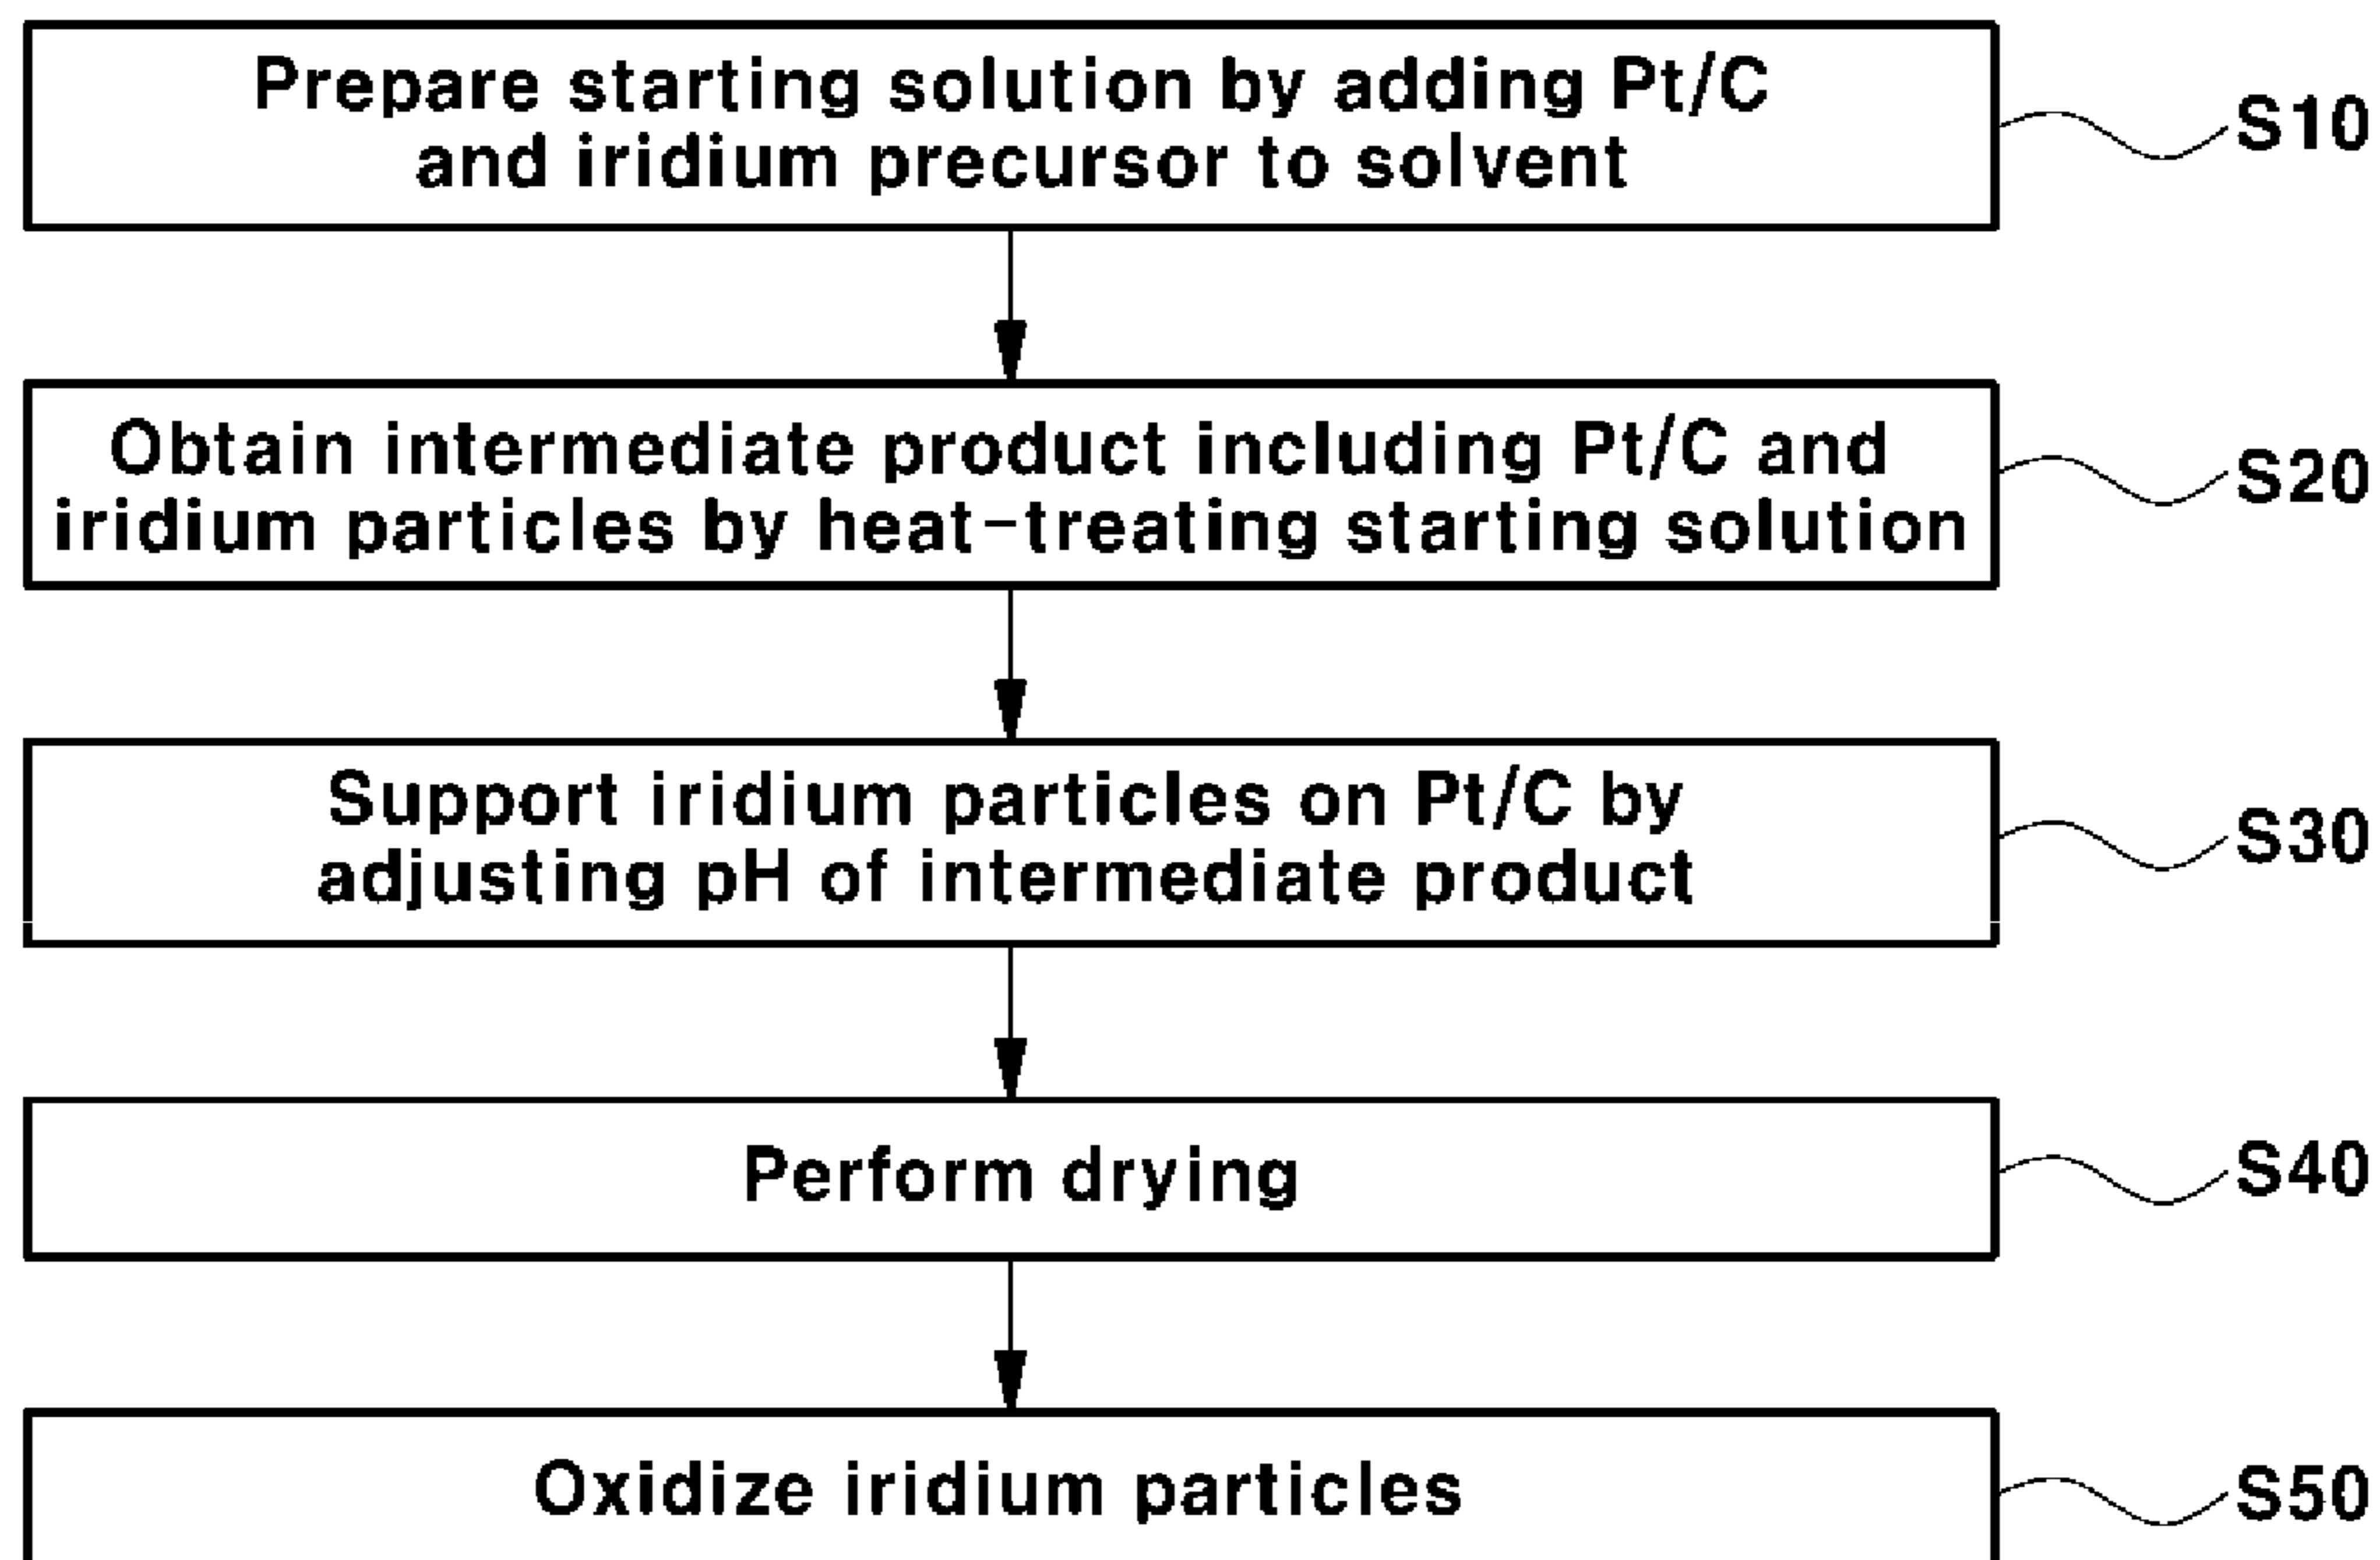 Prepare starting solution by adding Pt/C
and iridium precursor to solvent
S10
Obtain intermediate product including Pt/C and
iridium particles by heat-treating starting solution
S20
Support iridium particles on Pt/C by
adjusting pH of intermediate product
S30
Perform drying
S40
Oxidize iridium particles
S50